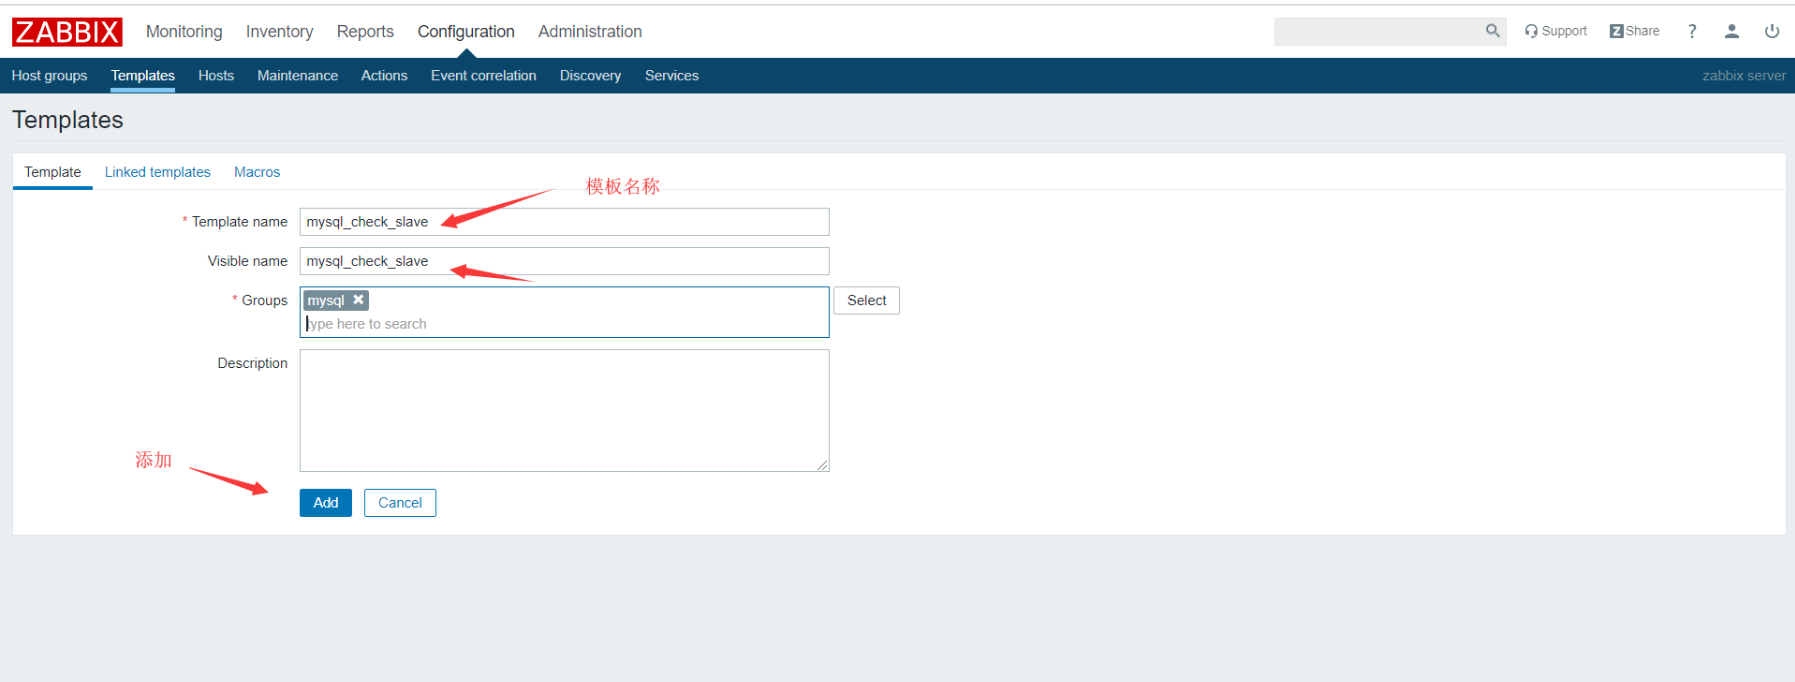 ZABBIX Monitoring Inventory Reports Configuration Administration Support Z Share ?
Host groups Templates Hosts Maintenance Actions Event correlation Discovery Services zabbix server
Templates
Template Linked templates Macros
模板名称
* Template name mysql_check_slave
Visible name mysql_check_slave
* Groups mysql Select
type here to search
Description
添加
Add Cancel